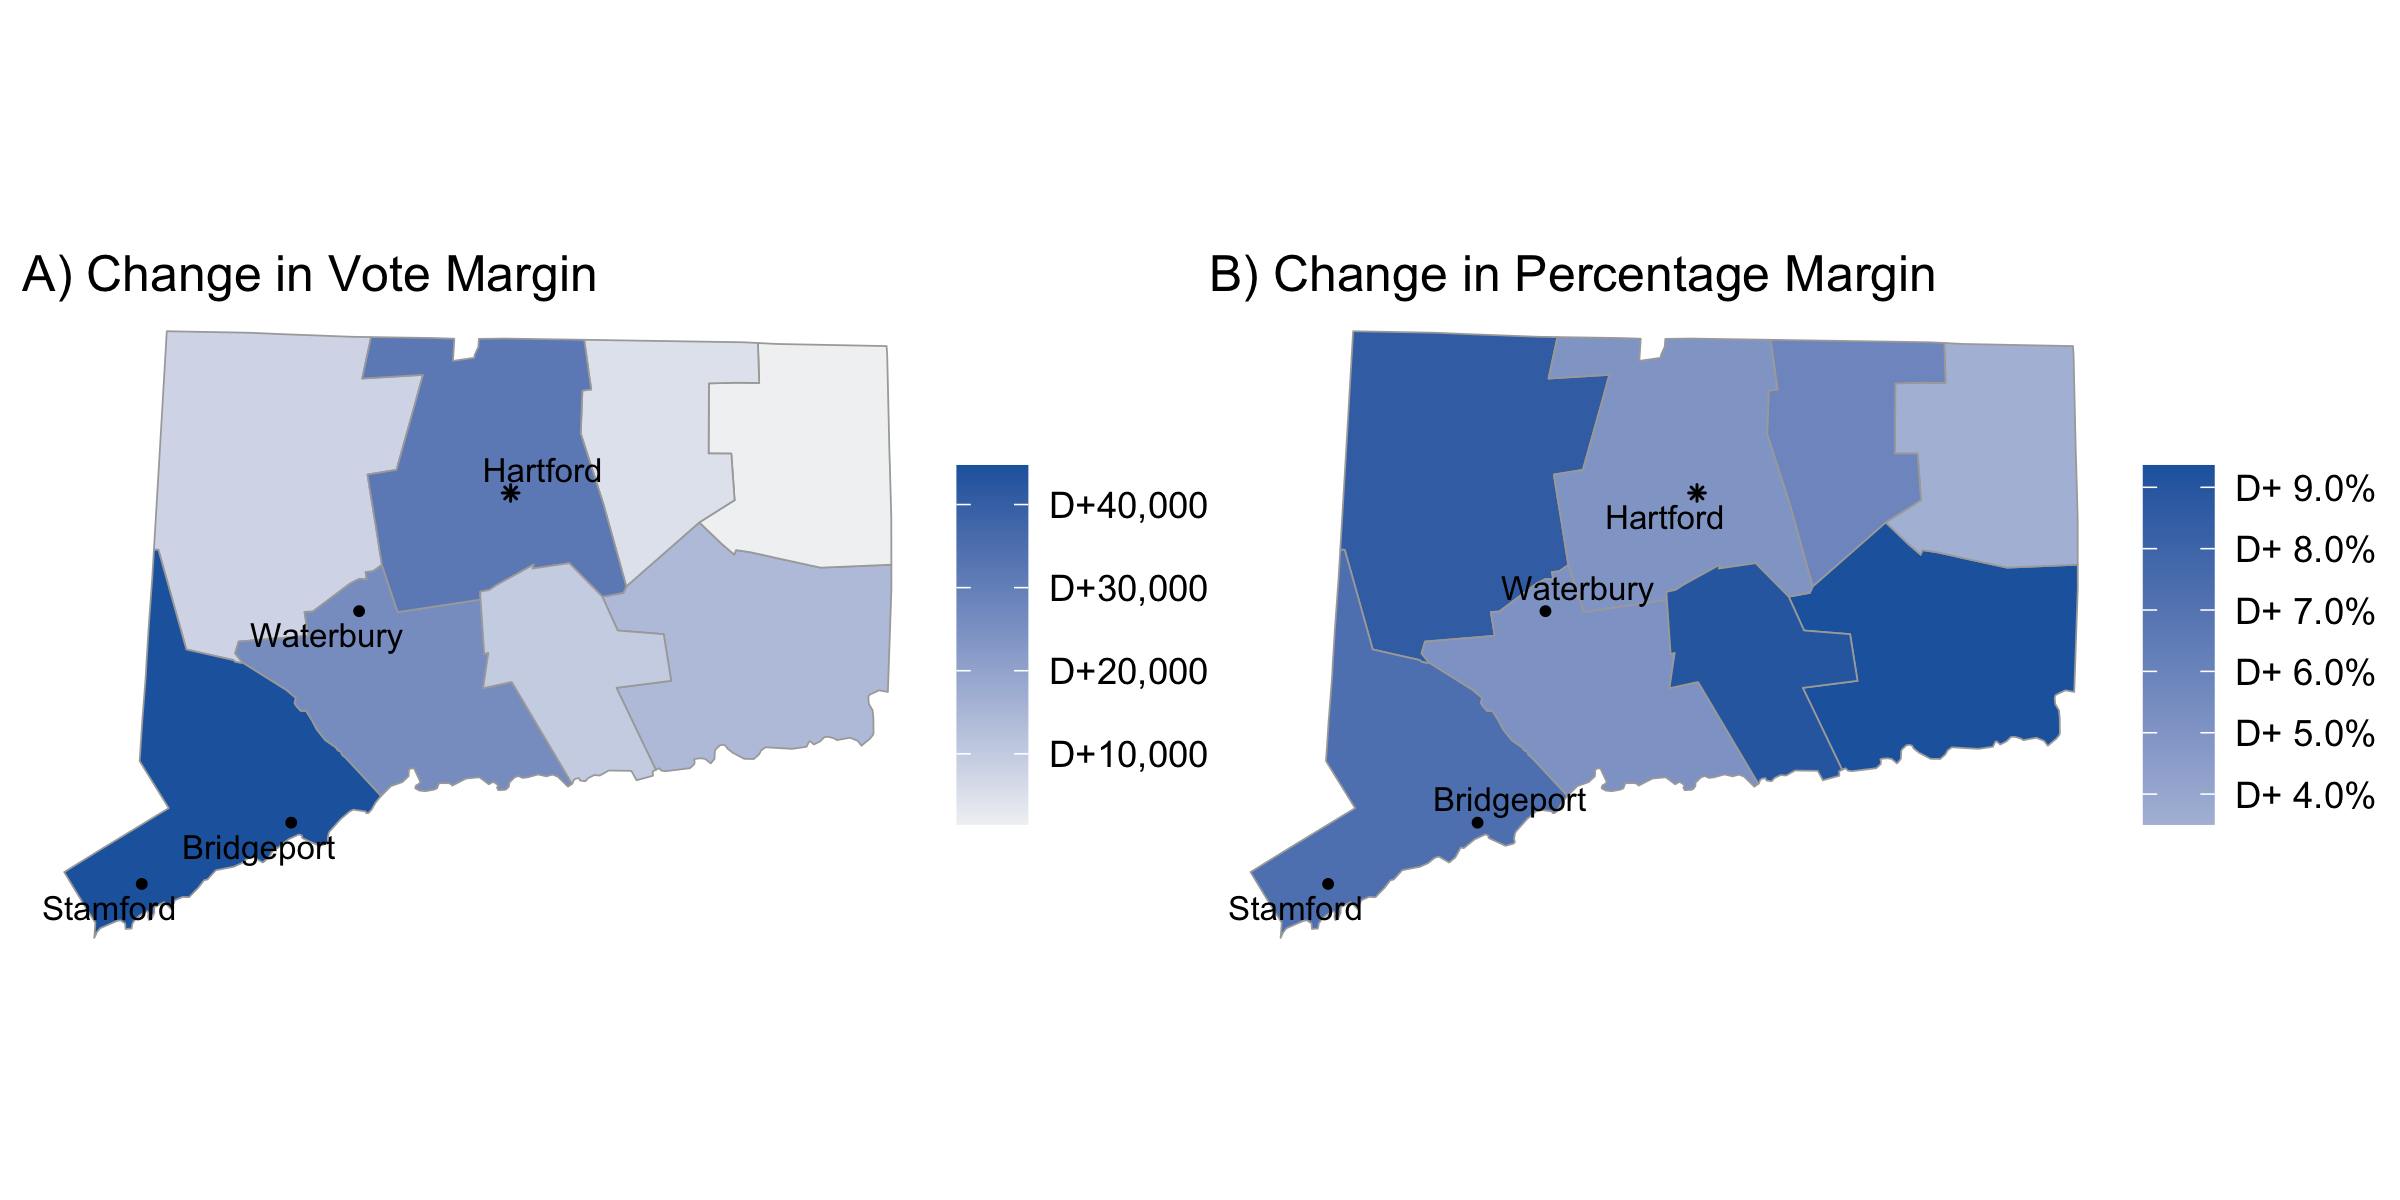 A) Change in Vote Margin
Hartford
Waterbury
Bridgeport
Stamford
D+40,000
D+30,000
D+20,000
D+10,000
B) Change in Percentage Margin
Hartford
Waterbury
Bridgeport
Stamford
D+ 9.0%
D+ 8.0%
D+ 7.0%
D+ 6.0%
D+ 5.0%
D+ 4.0%